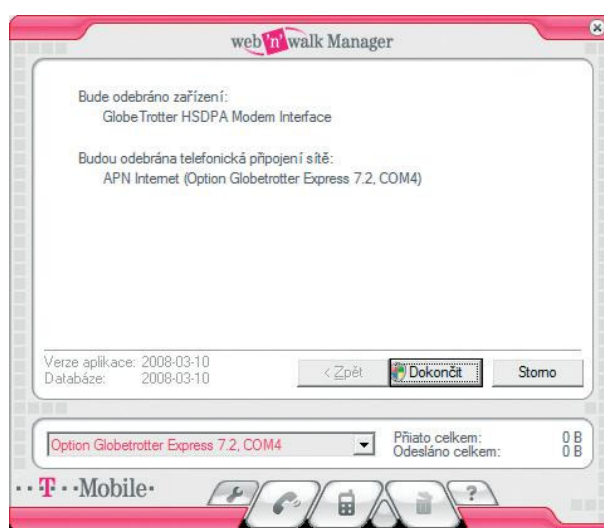 web'n'walk Manager
Bude odebráno zařízení:
GlobeTrotter HSDPA Modem Interface
Budou odebrána telefonická připojení sítě:
APN Internet (Option Globetrotter Express 7.2, COM4)
Verze aplikace: 2008-03-10
Databáze: 2008-03-10
< Zpět
Dokončit
Storno
Option Globetrotter Express 7.2, COM4
Přijato celkem: 0 B
Odesláno celkem: 0 B
··T··Mobile·
?